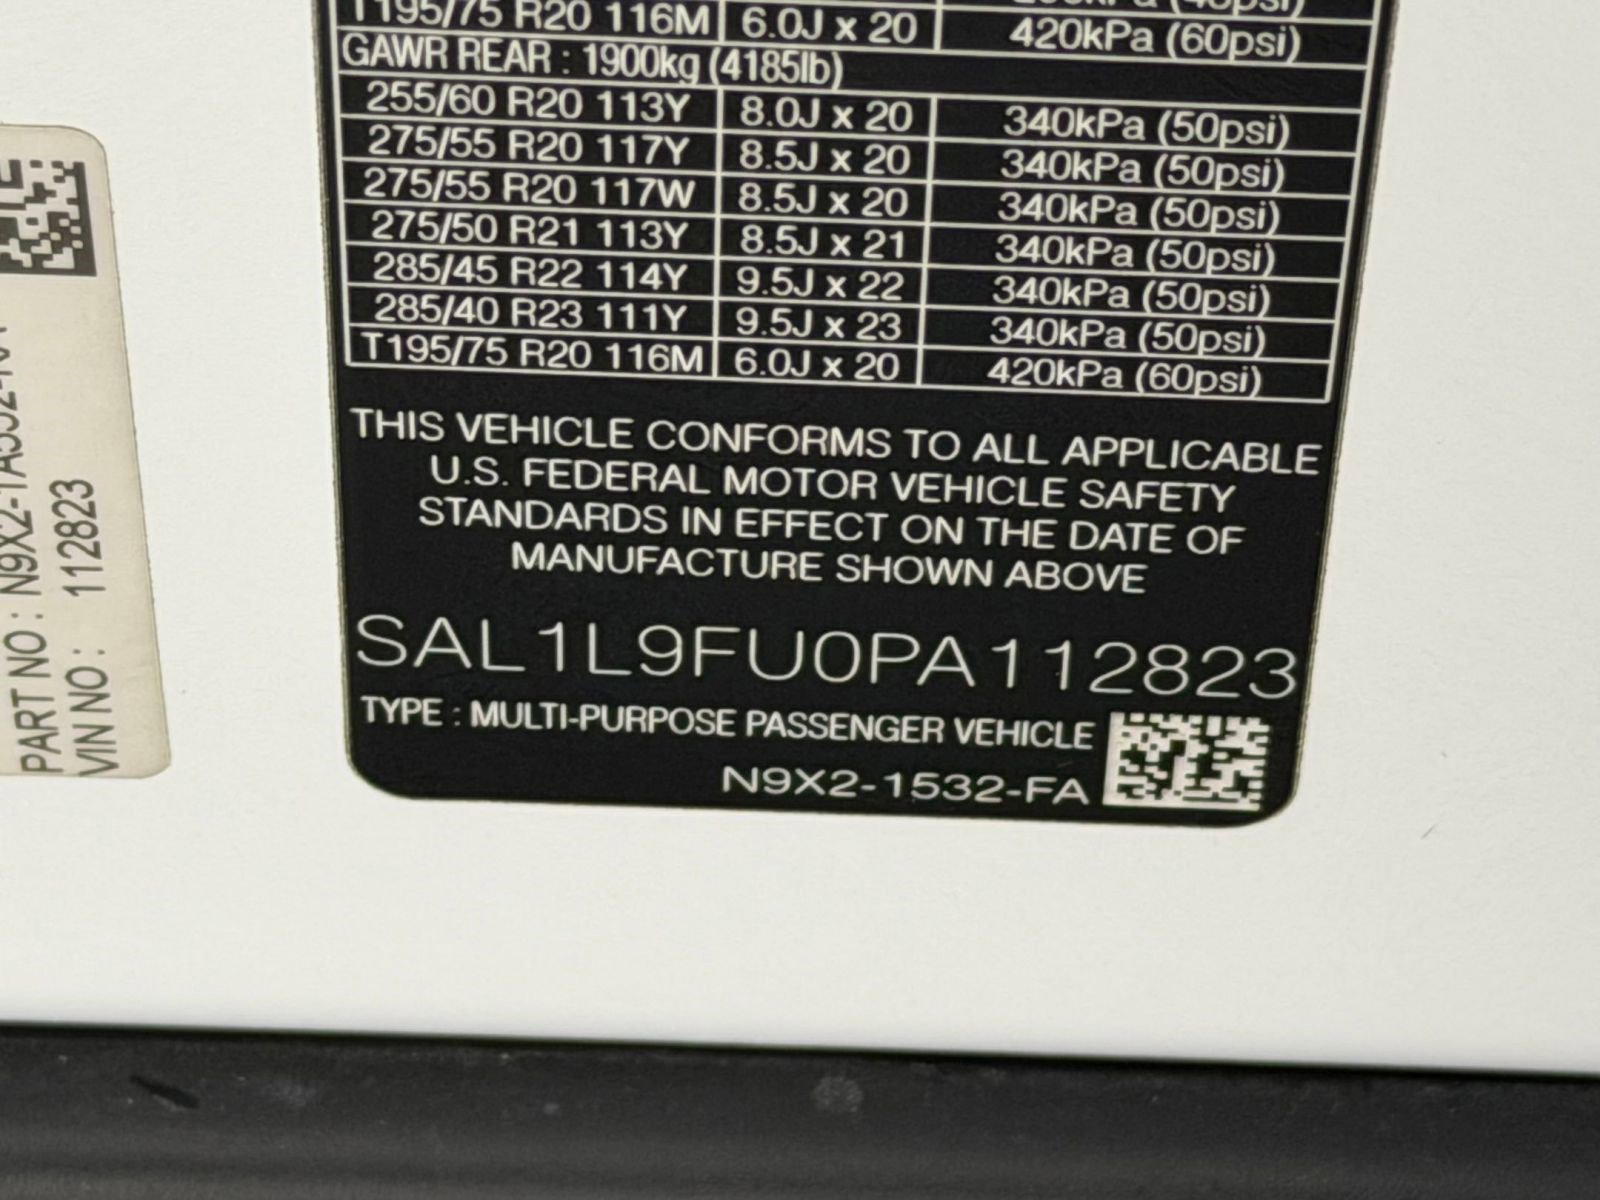 T195/75 R20 116M 6.0J x 20 420kPa (60psi)
GAWR REAR : 1900kg (4185lb)
255/60 R20 113Y 8.0J x 20 340kPa (50psi)
275/55 R20 117Y 8.5J x 20 340kPa (50psi)
275/55 R20 117W 8.5J x 20 340kPa (50psi)
275/50 R21 113Y 8.5J x 21 340kPa (50psi)
285/45 R22 114Y 9.5J x 22 340kPa (50psi)
285/40 R23 111Y 9.5J x 23 340kPa (50psi)
T195/75 R20 116M 6.0J x 20 420kPa (60psi)
THIS VEHICLE CONFORMS TO ALL APPLICABLE
U.S. FEDERAL MOTOR VEHICLE SAFETY
STANDARDS IN EFFECT ON THE DATE OF
MANUFACTURE SHOWN ABOVE
SAL1L9FU0PA112823
TYPE : MULTI-PURPOSE PASSENGER VEHICLE
N9X2-1532-FA
PART NO :
VIN NO : 112823